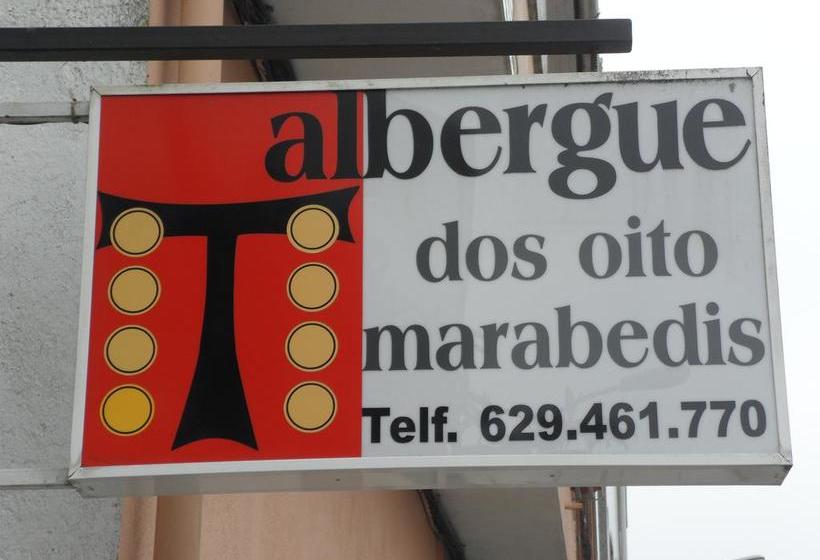 albergue
dos oito
marabedis
Telf. 629.461.770